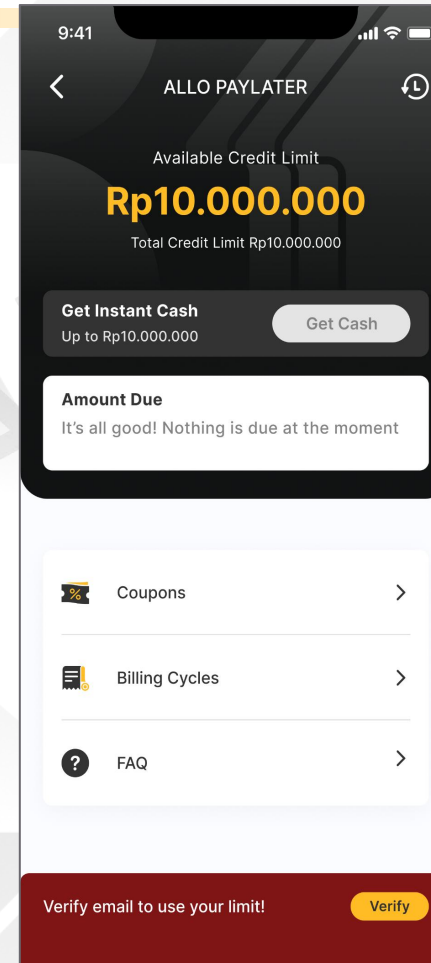 9:41
ALLO PAYLATER
Available Credit Limit
Rp10.000.000
Total Credit Limit Rp10.000.000
Get Instant Cash
Up to Rp10.000.000
Get Cash
Amount Due
It's all good! Nothing is due at the moment
%
Coupons
Billing Cycles
?
FAQ
Verify email to use your limit!
Verify